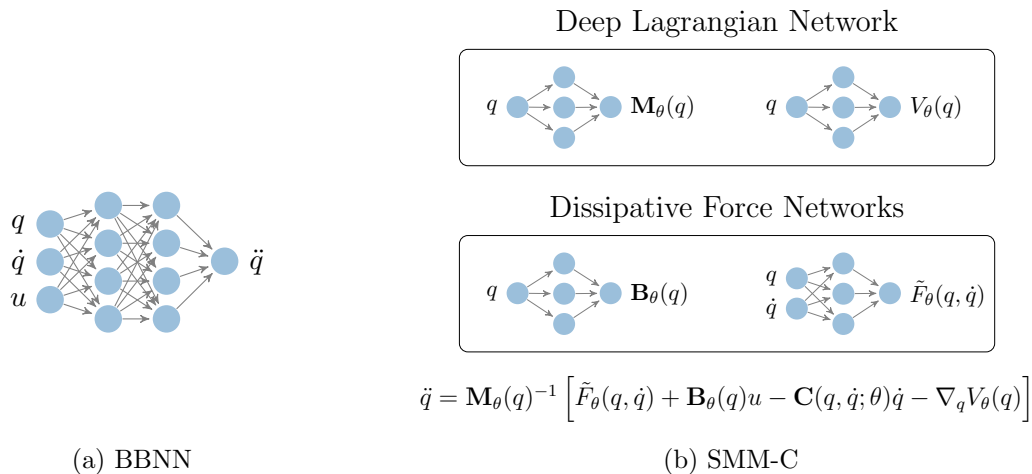 q
q̇
u
q̈
(a) BBNN
Deep Lagrangian Network
q M_θ(q)
q V_θ(q)
Dissipative Force Networks
q B_θ(q)
q
q̇
F̃_θ(q, q̇)
q̈ = M_θ(q)⁻¹ [F̃_θ(q, q̇) + B_θ(q)u − C(q, q̇; θ)q̇ − ∇_q V_θ(q)]
(b) SMM-C